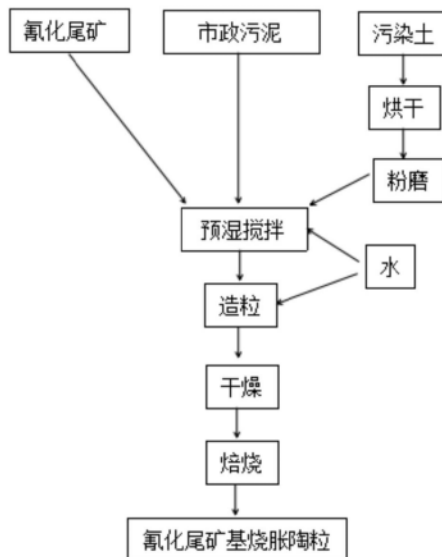 氰化尾矿
市政污泥
污染土
烘干
粉磨
预湿搅拌
水
造粒
干燥
焙烧
氰化尾矿基烧胀陶粒